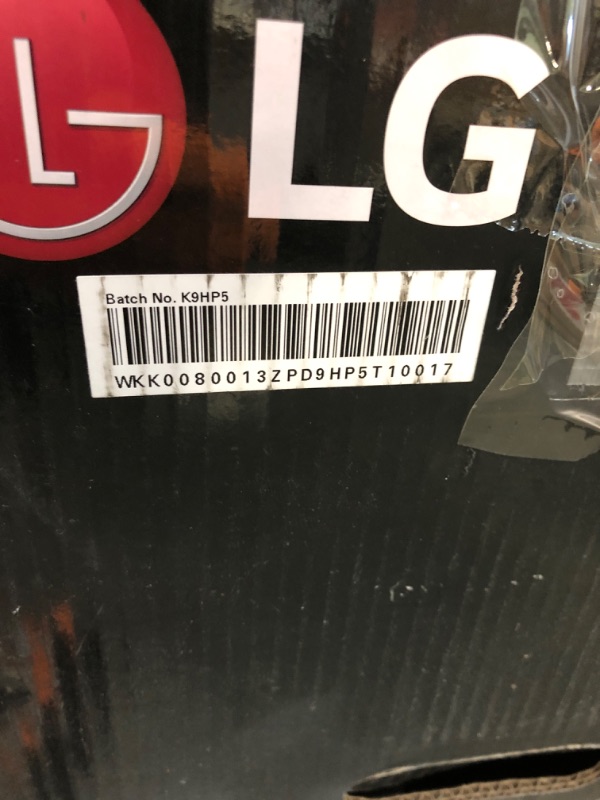 LG
Batch No. K9HP5
WKK0080013ZPD9HP5T10017